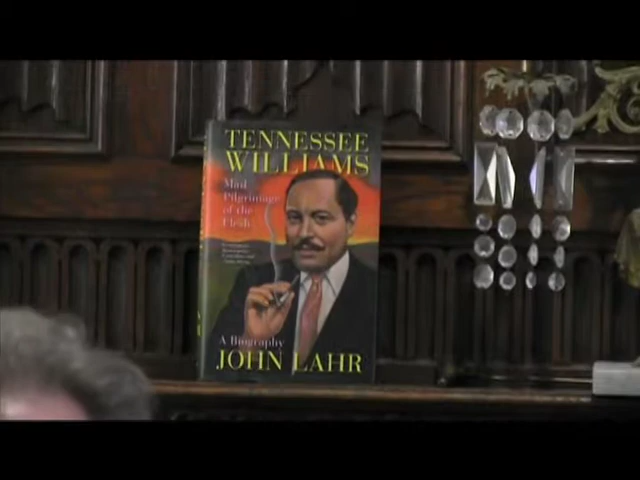 TENNESSEE
WILLIAMS
Mad
Pilgrimage
of the
Flesh
A Biography
JOHN LAHR